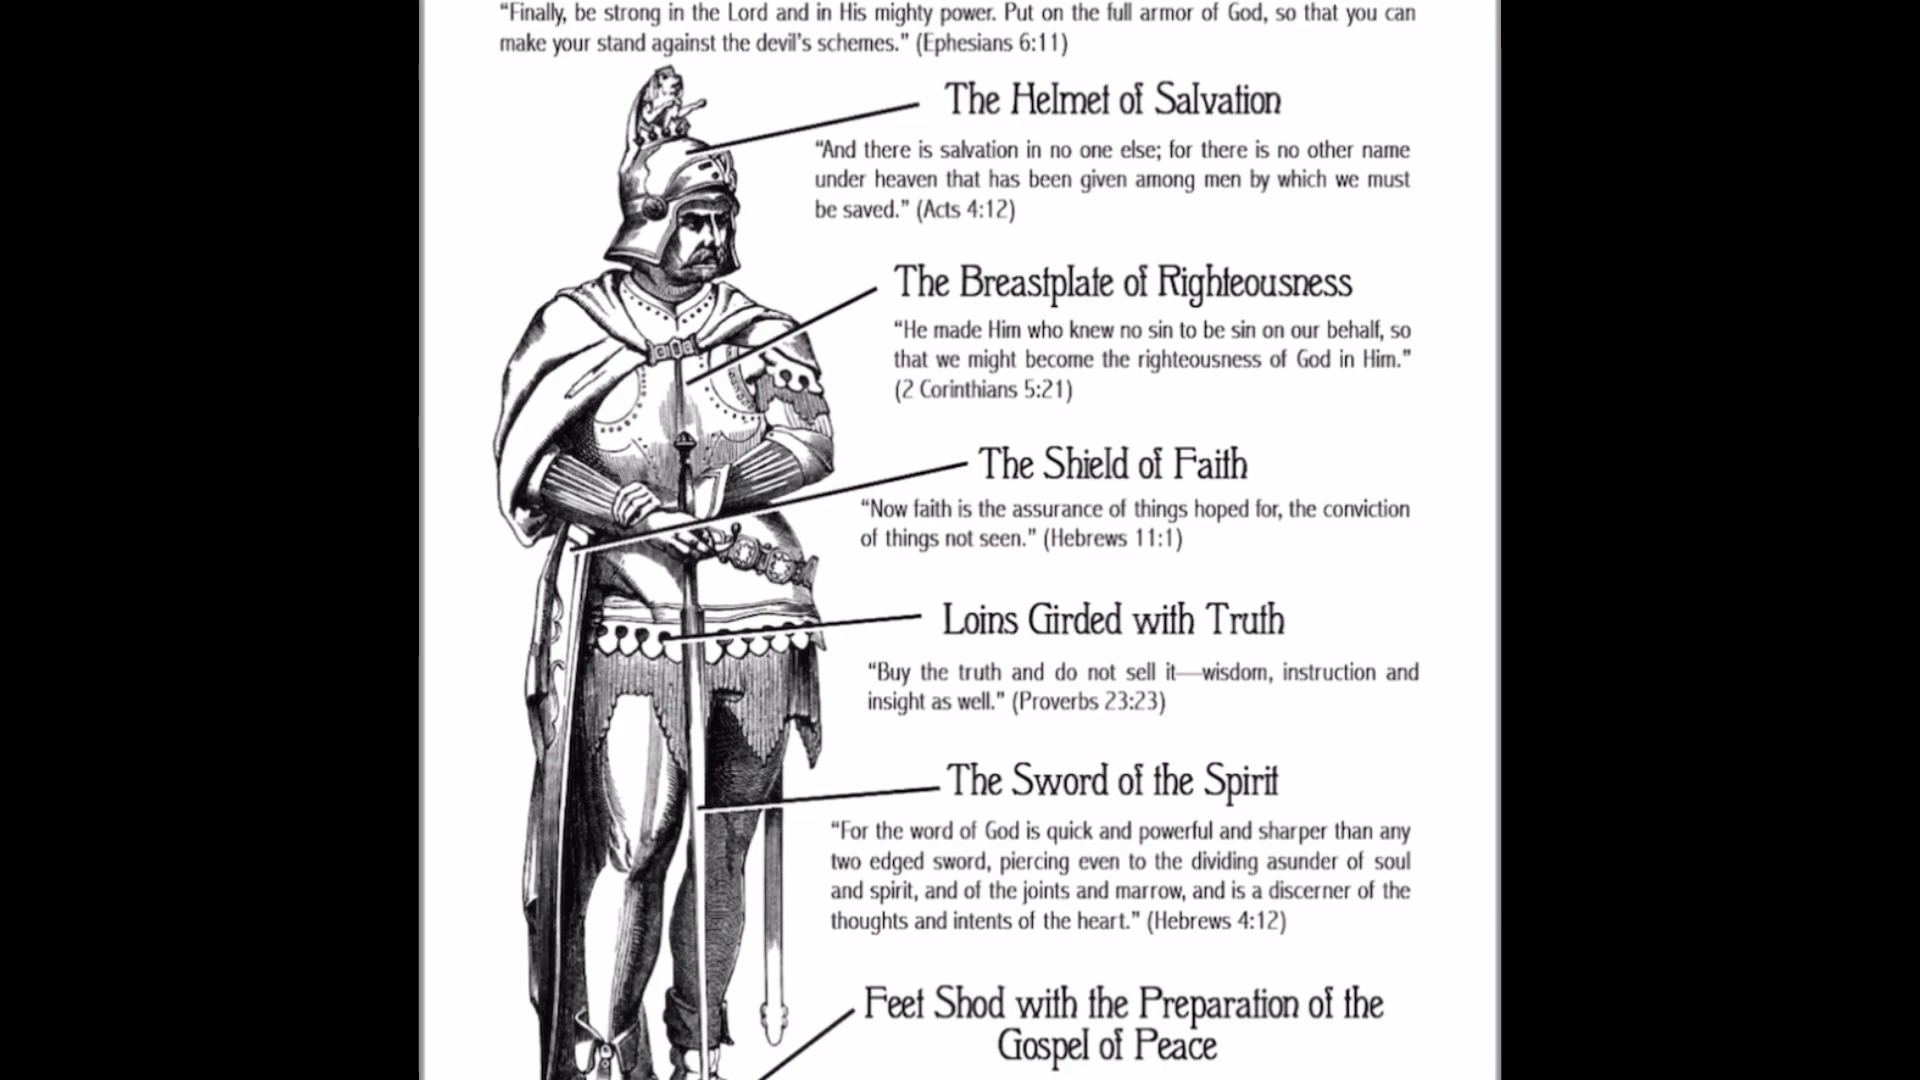 “Finally, be strong in the Lord and in His mighty power. Put on the full armor of God, so that you can
make your stand against the devil’s schemes.” (Ephesians 6:11)
The Helmet of Salvation
“And there is salvation in no one else; for there is no other name
under heaven that has been given among men by which we must
be saved.” (Acts 4:12)
The Breastplate of Righteousness
“He made Him who knew no sin to be sin on our behalf, so
that we might become the righteousness of God in Him.”
(2 Corinthians 5:21)
The Shield of Faith
“Now faith is the assurance of things hoped for, the conviction
of things not seen.” (Hebrews 11:1)
Loins Girded with Truth
“Buy the truth and do not sell it—wisdom, instruction and
insight as well.” (Proverbs 23:23)
The Sword of the Spirit
“For the word of God is quick and powerful and sharper than any
two edged sword, piercing even to the dividing asunder of soul
and spirit, and of the joints and marrow, and is a discerner of the
thoughts and intents of the heart.” (Hebrews 4:12)
Feet Shod with the Preparation of the
Gospel of Peace